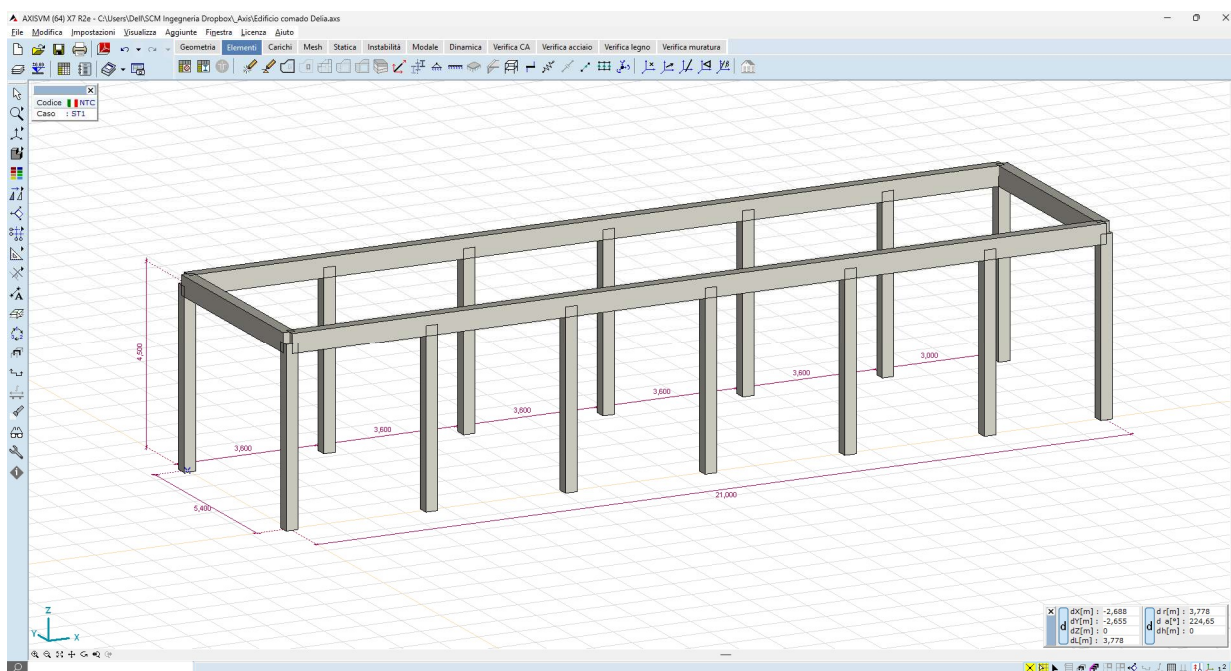 AXISVM (64) X7 R2e - C:\Users\Dell\SCM Ingegneria Dropbox\_Axis\Edificio comado Delia.axs
File Modifica Impostazioni Visualizza Aggiunte Finestra Licenza Aiuto
Geometria Elementi Carichi Mesh Statica Instabilità Modale Dinamica Verifica CA Verifica acciaio Verifica legno Verifica muratura
Codice NTC
Caso : ST1
4,500
3,000
3,600
3,600
3,600
3,600
3,600
5,400
21,000
Z
Y
X
d
dX[m] : -2,688
dY[m] : -2,655
dZ[m] : 0
dL[m] : 3,778
d
d r[m] : 3,778
d a[°] : 224,65
dh[m] : 0